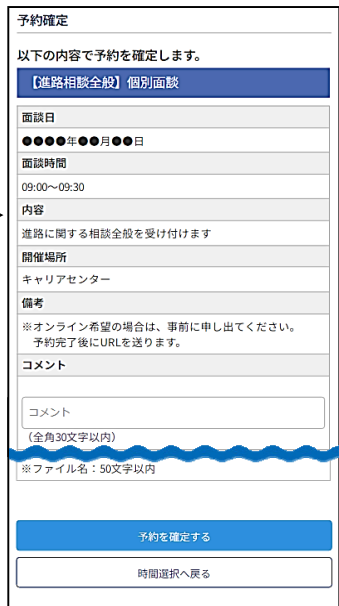 予約確定
以下の内容で予約を確定します。
【進路相談全般】個別面談
面談日
●●●●年●●月●●日
面談時間
09:00～09:30
内容
進路に関する相談全般を受け付けます
開催場所
キャリアセンター
備考
※オンライン希望の場合は、事前に申し出てください。
予約完了後にURLを送ります。
コメント
コメント
（全角30文字以内）
※ファイル名：50文字以内
予約を確定する
時間選択へ戻る